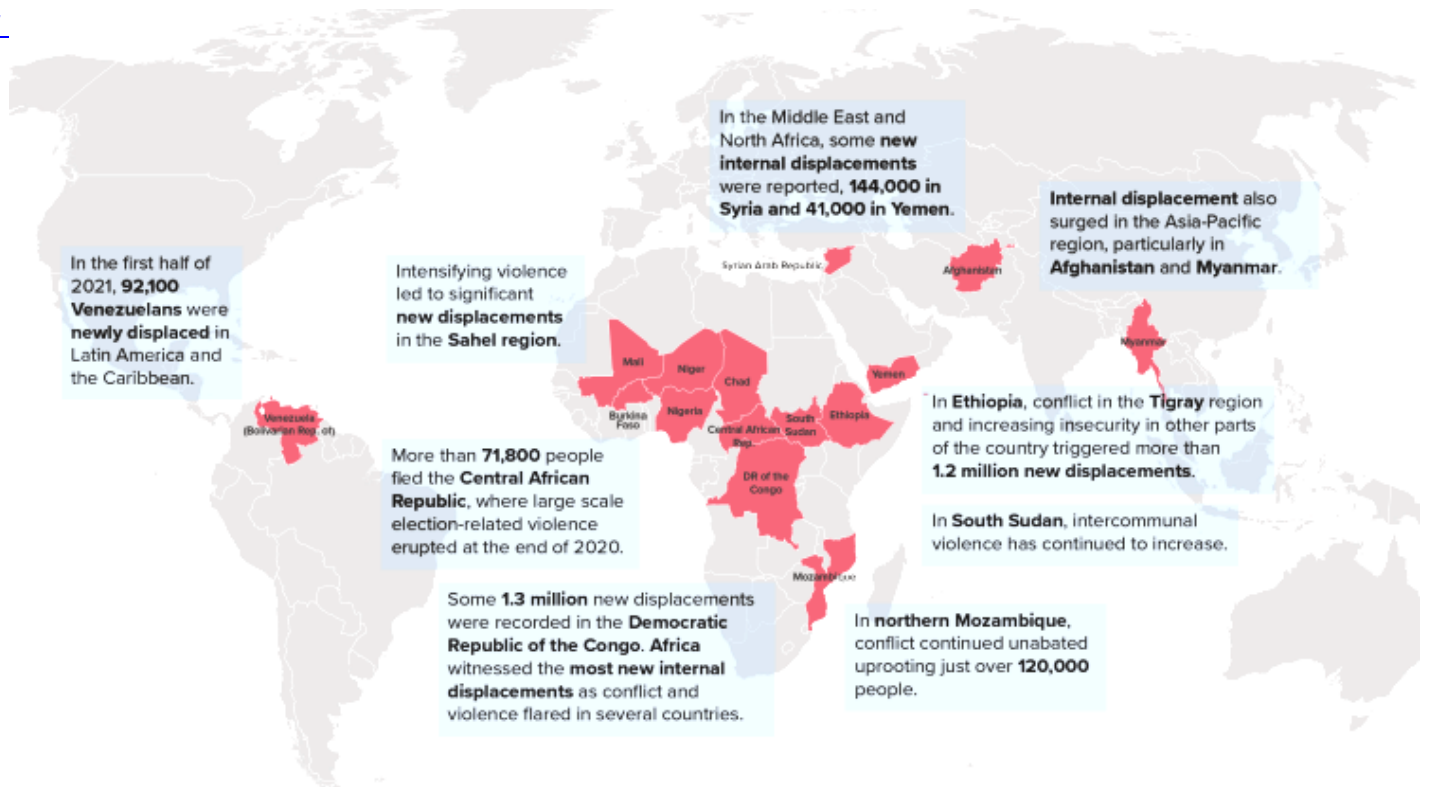 In the Middle East and
North Africa, some new
internal displacements
were reported, 144,000 in
Syria and 41,000 in Yemen.
Internal displacement also
surged in the Asia-Pacific
region, particularly in
Afghanistan and Myanmar.
In the first half of
2021, 92,100
Venezuelans were
newly displaced in
Latin America and
the Caribbean.
Intensifying violence
led to significant
new displacements
in the Sahel region.
Syrian Arab Republic
Afghanistan
Myanmar
Mali
Niger
Chad
Yemen
Burkina
Faso
Nigeria
Central African
Rep.
South
Sudan
Ethiopia
Venezuela
(Bolivarian Rep. of)
DR of the
Congo
Mozambique
In Ethiopia, conflict in the Tigray region
and increasing insecurity in other parts
of the country triggered more than
1.2 million new displacements.
More than 71,800 people
fled the Central African
Republic, where large scale
election-related violence
erupted at the end of 2020.
In South Sudan, intercommunal
violence has continued to increase.
Some 1.3 million new displacements
were recorded in the Democratic
Republic of the Congo. Africa
witnessed the most new internal
displacements as conflict and
violence flared in several countries.
In northern Mozambique,
conflict continued unabated
uprooting just over 120,000
people.